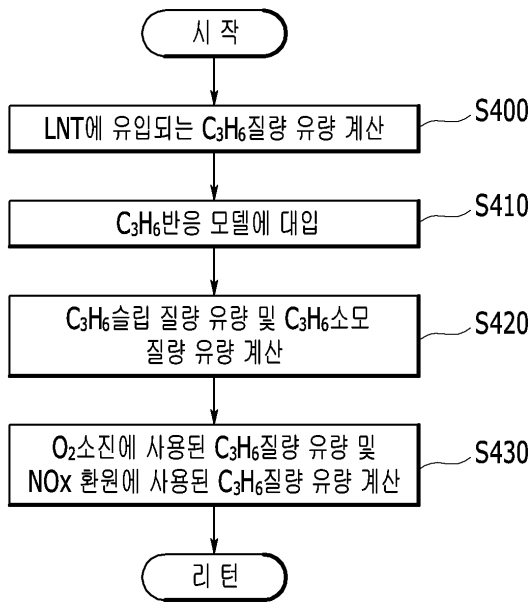 시 작
LNT에 유입되는 C₃H₆질량 유량 계산
S400
C₃H₆반응 모델에 대입
S410
C₃H₆슬립 질량 유량 및 C₃H₆소모
질량 유량 계산
S420
O₂소진에 사용된 C₃H₆질량 유량 및
NOx 환원에 사용된 C₃H₆질량 유량 계산
S430
리 턴